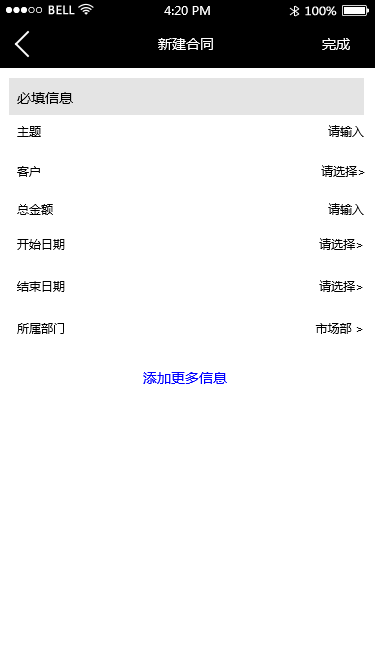 BELL 4:20 PM 100%
新建合同 完成
必填信息
主题 请输入
客户 请选择>
总金额 请输入
开始日期 请选择>
结束日期 请选择>
所属部门 市场部 >
添加更多信息